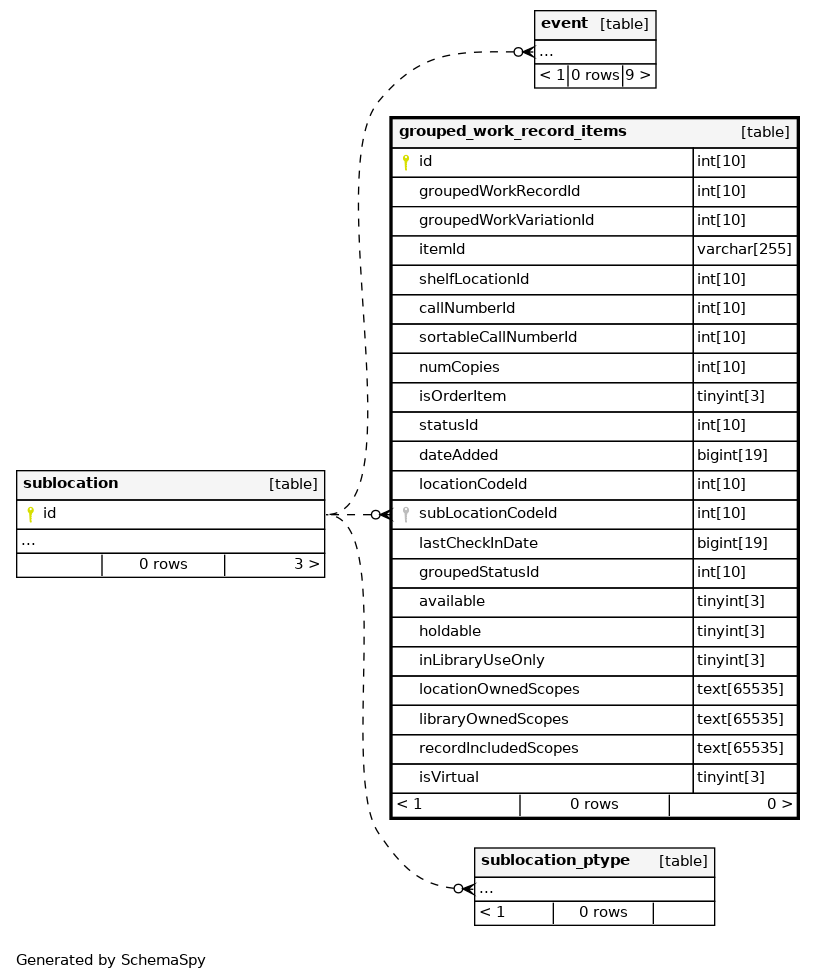 event [table]
...
< 1 0 rows 9 >
grouped_work_record_items [table]
id int[10]
groupedWorkRecordId int[10]
groupedWorkVariationId int[10]
itemId varchar[255]
shelfLocationId int[10]
callNumberId int[10]
sortableCallNumberId int[10]
numCopies int[10]
isOrderItem tinyint[3]
statusId int[10]
dateAdded bigint[19]
locationCodeId int[10]
subLocationCodeId int[10]
lastCheckInDate bigint[19]
groupedStatusId int[10]
available tinyint[3]
holdable tinyint[3]
inLibraryUseOnly tinyint[3]
locationOwnedScopes text[65535]
libraryOwnedScopes text[65535]
recordIncludedScopes text[65535]
isVirtual tinyint[3]
< 1 0 rows 0 >
sublocation [table]
id
...
0 rows 3 >
sublocation_ptype [table]
...
< 1 0 rows
Generated by SchemaSpy